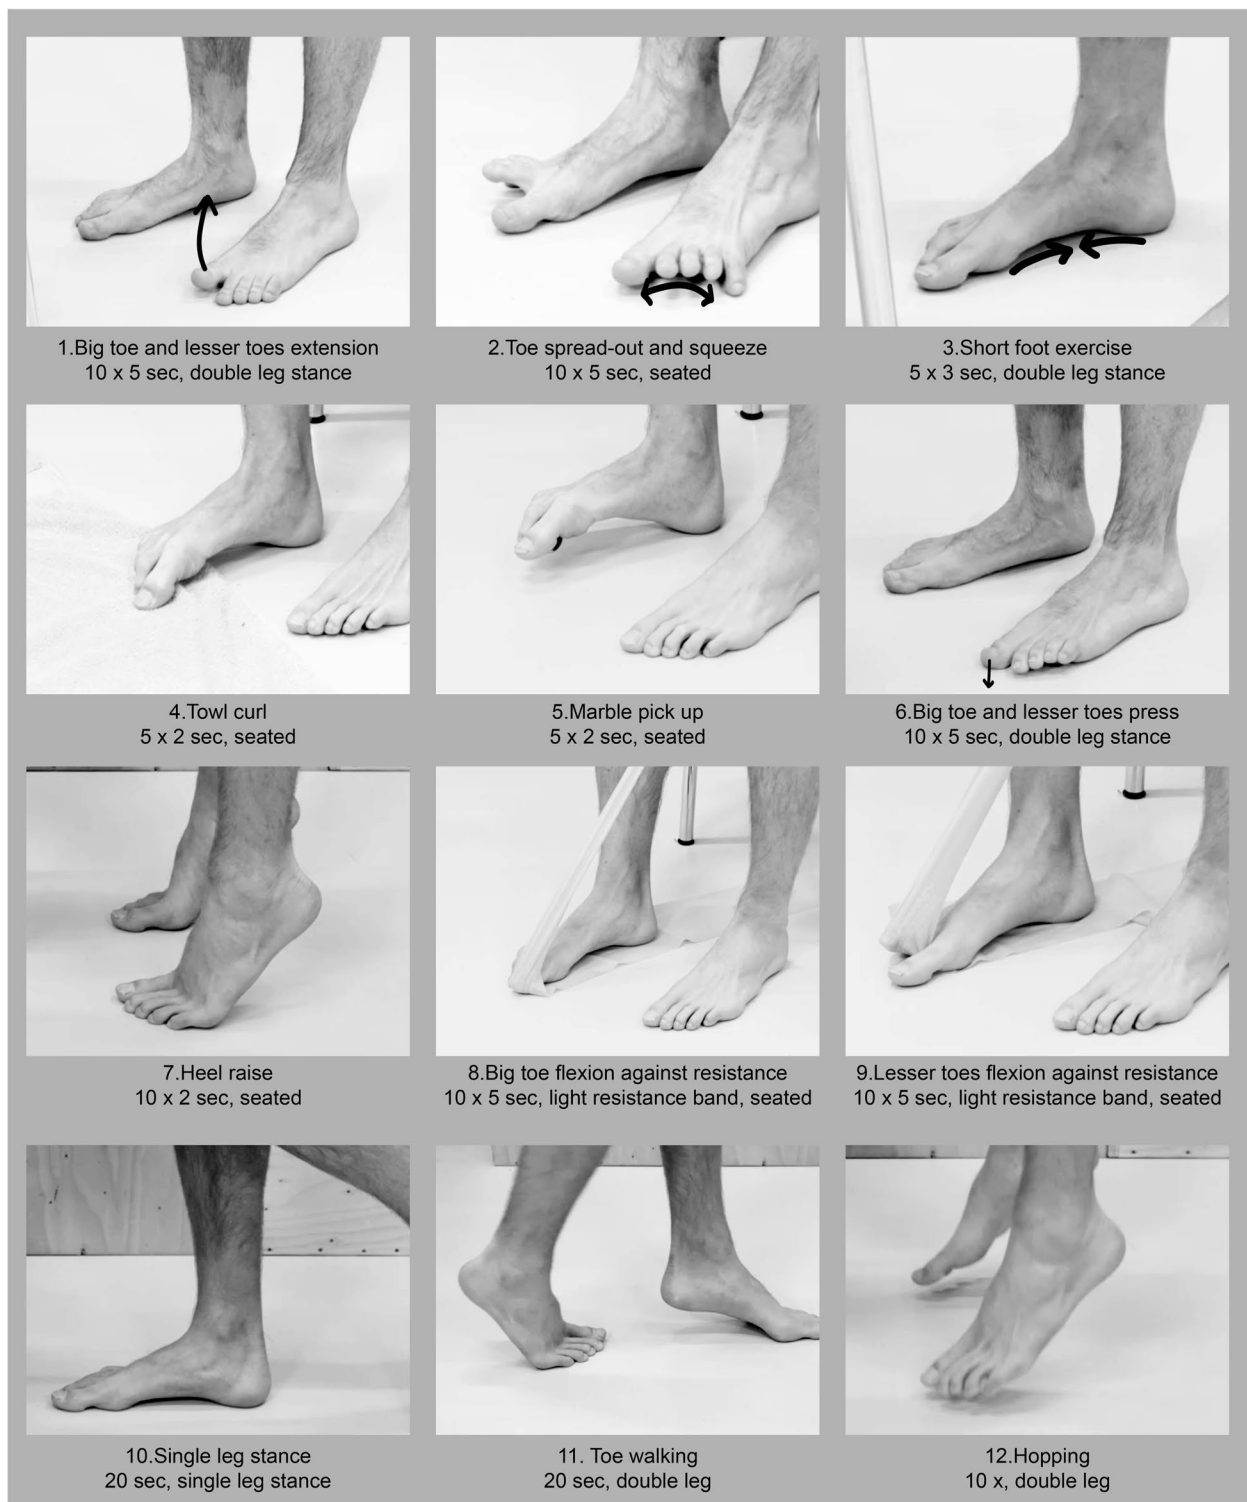 1.Big toe and lesser toes extension
10 x 5 sec, double leg stance
2.Toe spread-out and squeeze
10 x 5 sec, seated
3.Short foot exercise
5 x 3 sec, double leg stance
4.Towl curl
5 x 2 sec, seated
5.Marble pick up
5 x 2 sec, seated
6.Big toe and lesser toes press
10 x 5 sec, double leg stance
7.Heel raise
10 x 2 sec, seated
8.Big toe flexion against resistance
10 x 5 sec, light resistance band, seated
9.Lesser toes flexion against resistance
10 x 5 sec, light resistance band, seated
10.Single leg stance
20 sec, single leg stance
11. Toe walking
20 sec, double leg
12.Hopping
10 x, double leg